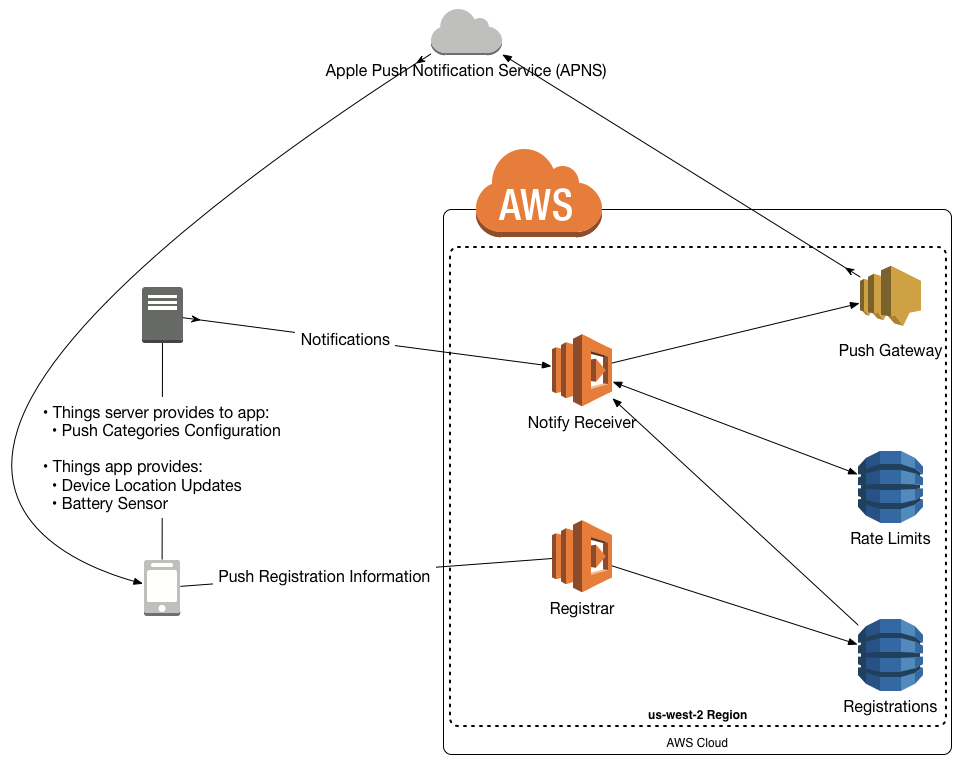 Apple Push Notification Service (APNS)
AWS
Notifications
Push Gateway
• Things server provides to app:
• Push Categories Configuration
Notify Receiver
• Things app provides:
• Device Location Updates
• Battery Sensor
Rate Limits
Push Registration Information
Registrar
Registrations
us-west-2 Region
AWS Cloud